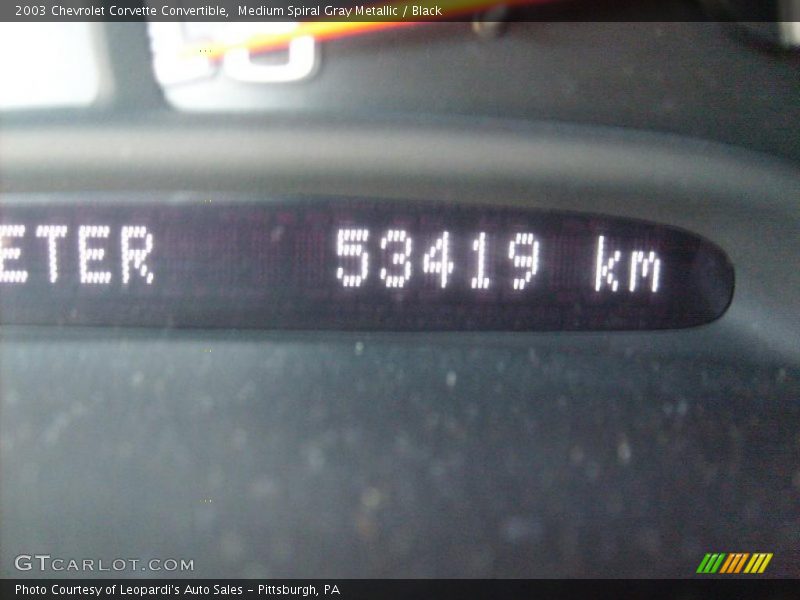 2003 Chevrolet Corvette Convertible,  Medium Spiral Gray Metallic / Black
ETER 53419 km
GTCARLOT.COM
Photo Courtesy of Leopardi's Auto Sales - Pittsburgh, PA